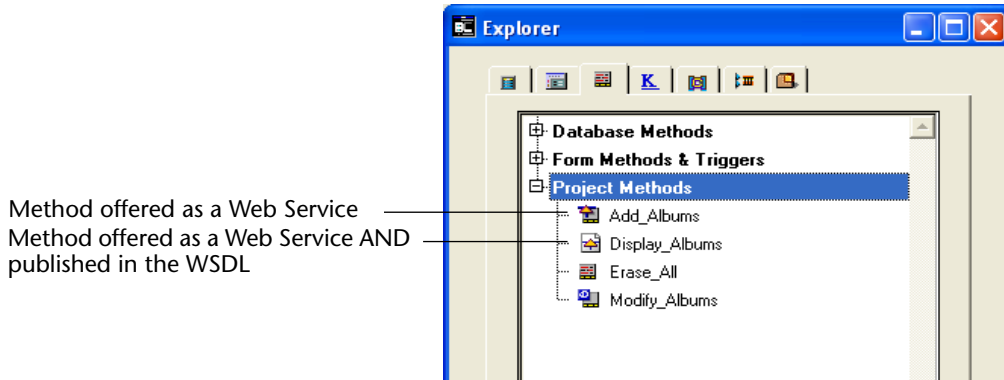 Explorer
K
Database Methods
Form Methods & Triggers
Project Methods
Method offered as a Web Service
Add_Albums
Method offered as a Web Service AND
published in the WSDL
Display_Albums
Erase_All
Modify_Albums